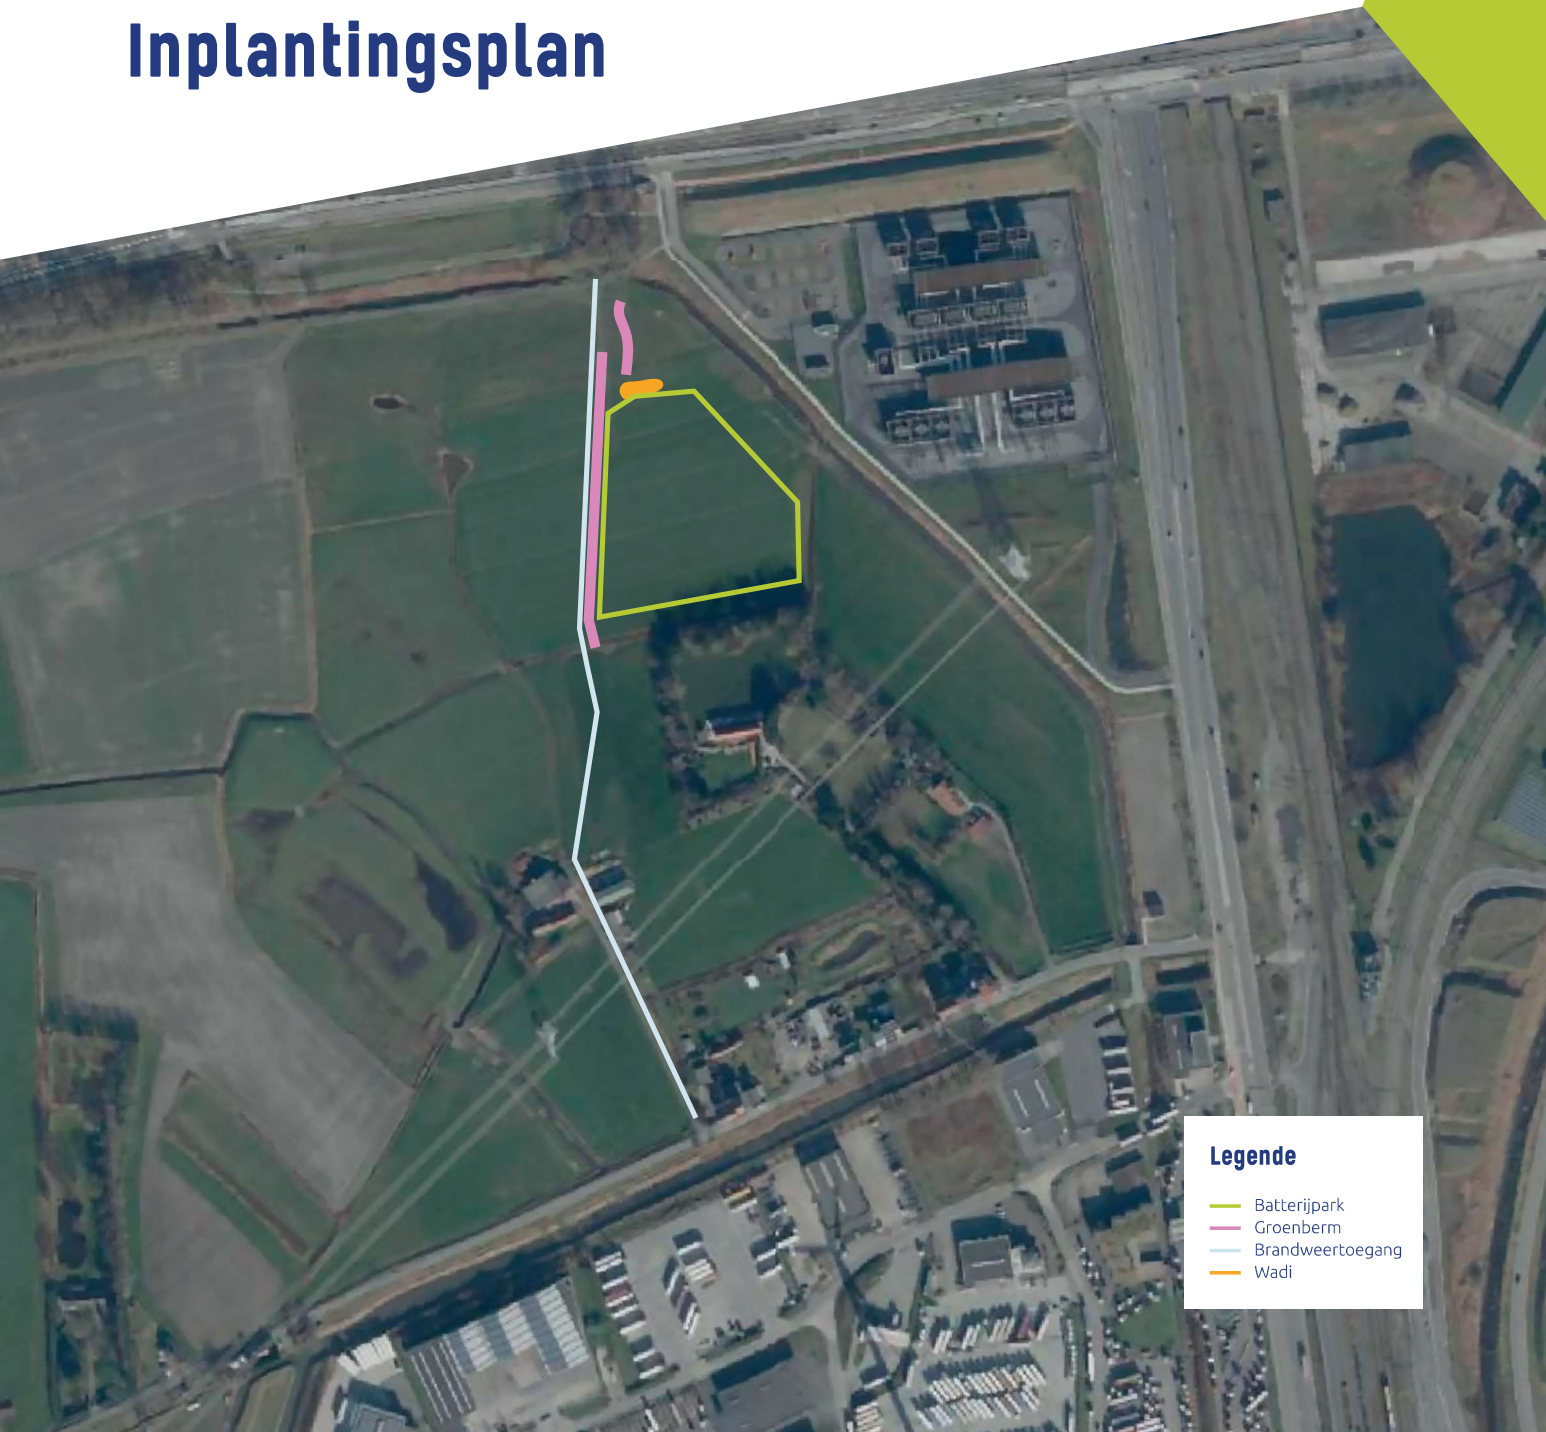 Inplantingsplan
Legende
Batterijpark
Groenberm
Brandweertoegang
Wadi